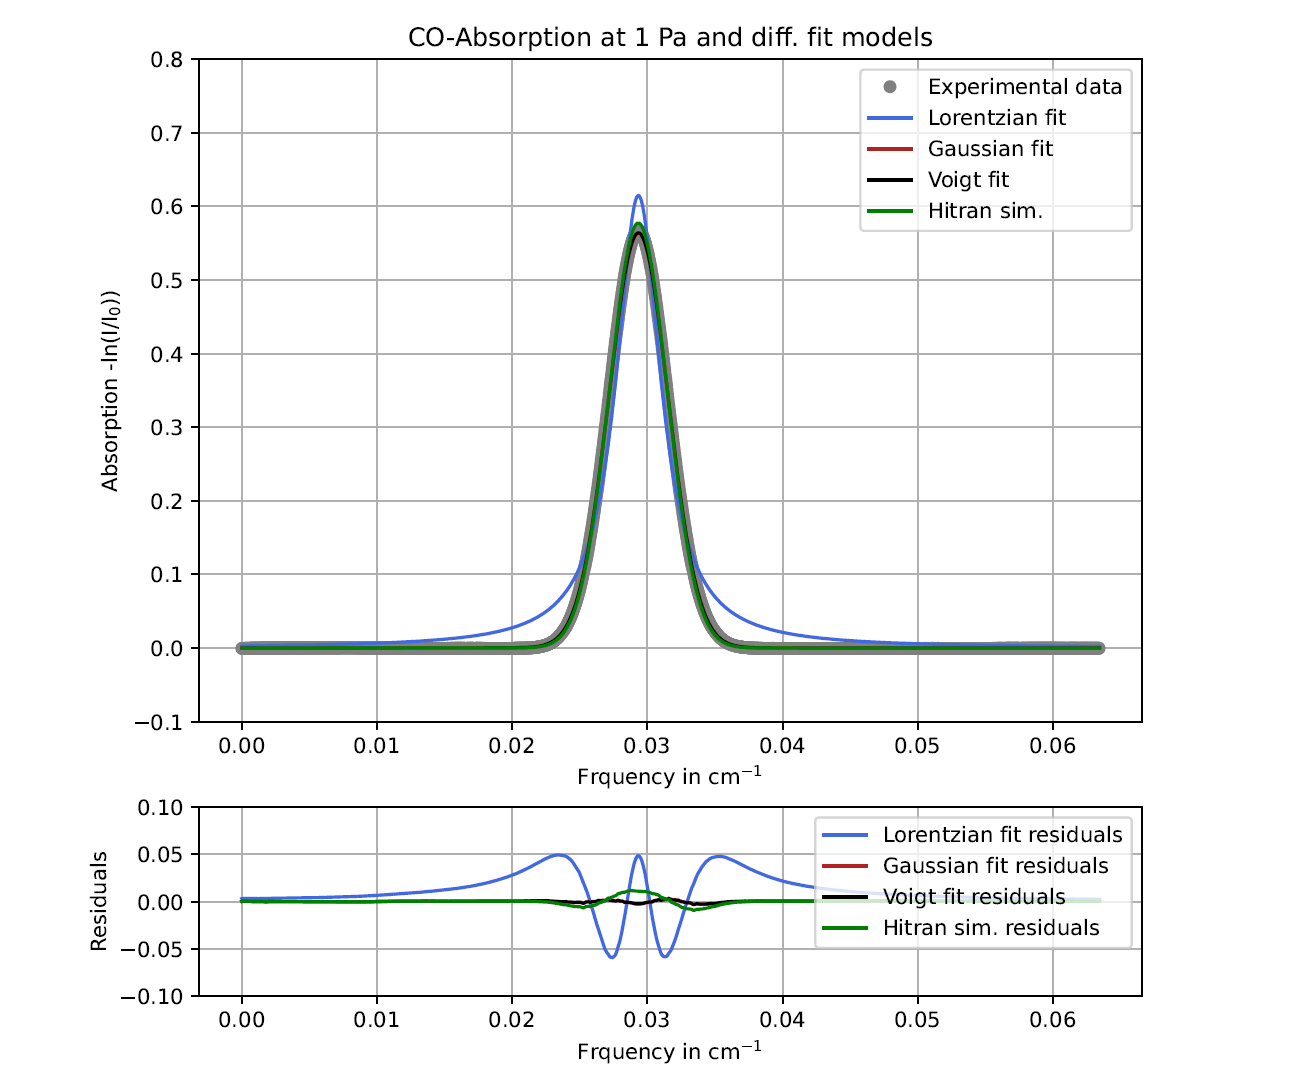 CO-Absorption at 1 Pa and diff. fit models
0.8
0.7
0.6
0.5
0.4
0.3
0.2
0.1
0.0
−0.1
Absorption -ln(I/I₀))
Experimental data
Lorentzian fit
Gaussian fit
Voigt fit
Hitran sim.
0.00 0.01 0.02 0.03 0.04 0.05 0.06
Frquency in cm⁻¹
0.10
0.05
0.00
−0.05
−0.10
Residuals
Lorentzian fit residuals
Gaussian fit residuals
Voigt fit residuals
Hitran sim. residuals
0.00 0.01 0.02 0.03 0.04 0.05 0.06
Frquency in cm⁻¹